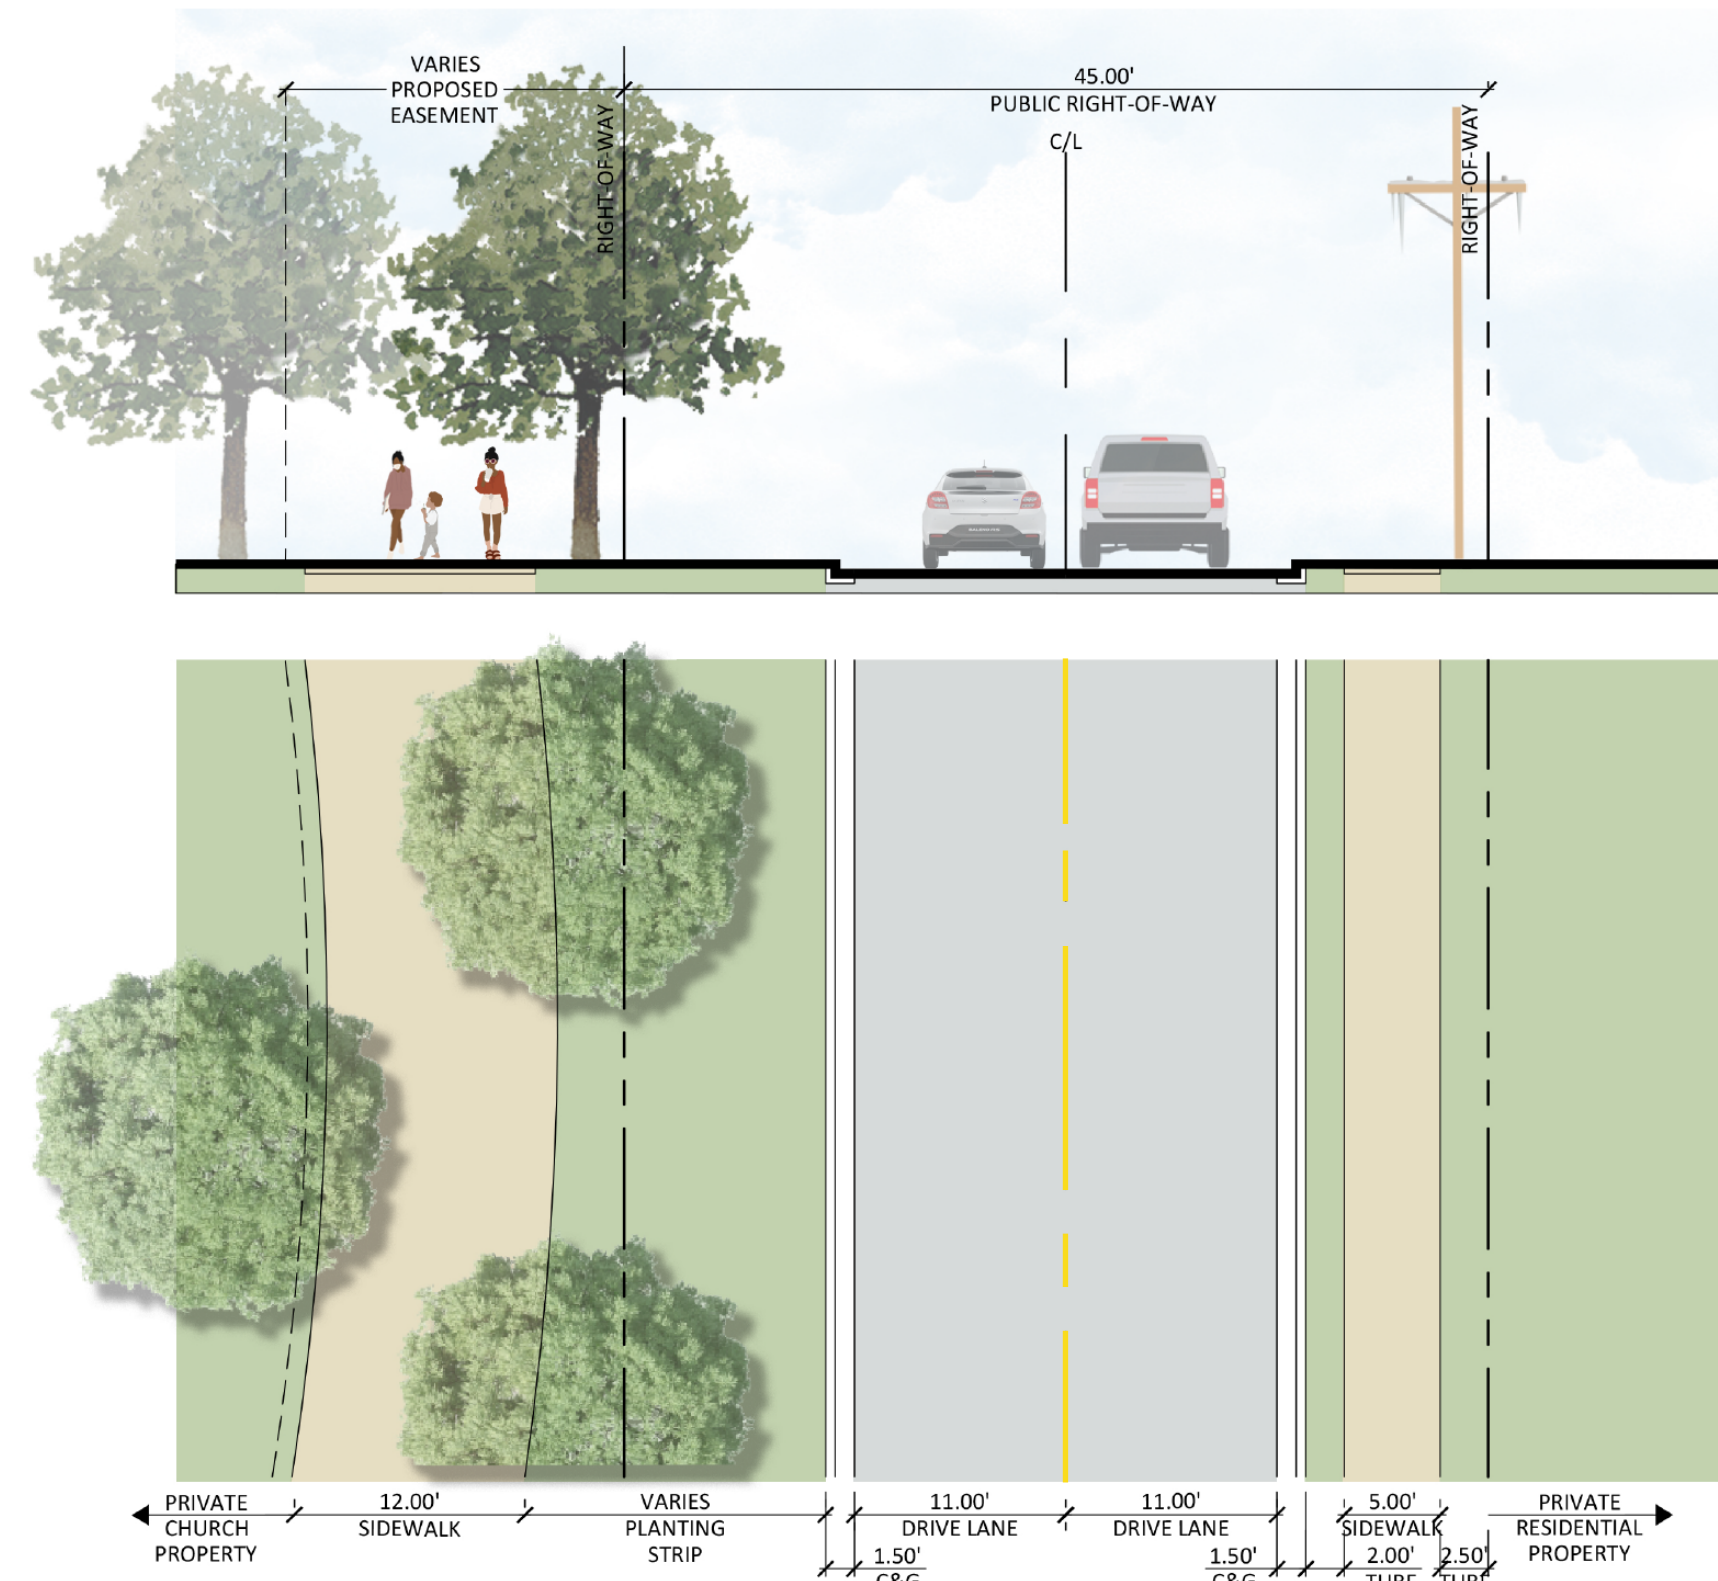 VARIES
PROPOSED
EASEMENT
45.00'
PUBLIC RIGHT-OF-WAY
C/L
RIGHT-OF-WAY
RIGHT-OF-WAY
PRIVATE
CHURCH
PROPERTY
12.00'
SIDEWALK
VARIES
PLANTING
STRIP
11.00'
DRIVE LANE
11.00'
DRIVE LANE
5.00'
SIDEWALK
PRIVATE
RESIDENTIAL
PROPERTY
1.50'
C&G
1.50'
C&G
2.00'
TURF
2.50'
TURF